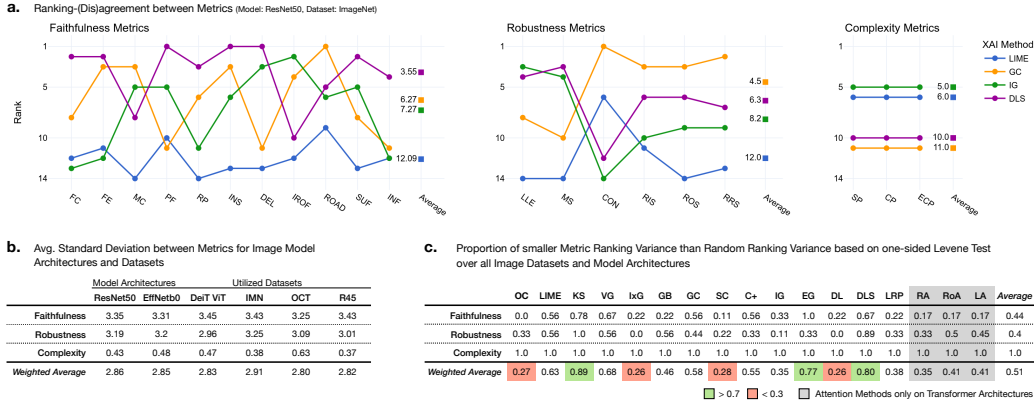 a. Ranking-(Dis)agreement between Metrics (Model: ResNet50, Dataset: ImageNet)
Faithfulness Metrics
Robustness Metrics
Complexity Metrics
XAI Method
LIME
GC
IG
DLS
Rank
1
5
10
14
3.55
6.27
7.27
12.09
FC FE MC PF RP INS DEL IROF ROAD SUF INF Average
1
5
10
14
4.5
6.3
8.2
12.0
LLE MS CON RIS ROS RRS Average
1
5
10
14
5.0
6.0
10.0
11.0
SP CP ECP Average
b. Avg. Standard Deviation between Metrics for Image Model
Architectures and Datasets
Model Architectures Utilized Datasets
ResNet50 EffNetb0 DeiT ViT IMN OCT R45
Faithfulness 3.35 3.31 3.45 3.43 3.25 3.43
Robustness 3.19 3.2 2.96 3.25 3.09 3.01
Complexity 0.43 0.48 0.47 0.38 0.63 0.37
Weighted Average 2.86 2.85 2.83 2.91 2.80 2.82
c. Proportion of smaller Metric Ranking Variance than Random Ranking Variance based on one-sided Levene Test
over all Image Datasets and Model Architectures
OC LIME KS VG IxG GB GC SC C+ IG EG DL DLS LRP RA RoA LA Average
Faithfulness 0.0 0.56 0.78 0.67 0.22 0.22 0.56 0.11 0.56 0.33 1.0 0.22 0.67 0.22 0.17 0.17 0.17 0.44
Robustness 0.33 0.56 1.0 0.56 0.0 0.56 0.44 0.22 0.33 0.11 0.33 0.0 0.89 0.33 0.33 0.5 0.45 0.4
Complexity 1.0 1.0 1.0 1.0 1.0 1.0 1.0 1.0 1.0 1.0 1.0 1.0 1.0 1.0 1.0 1.0 1.0 1.0
Weighted Average 0.27 0.63 0.89 0.68 0.26 0.46 0.58 0.28 0.55 0.35 0.77 0.26 0.80 0.38 0.35 0.41 0.41 0.51
> 0.7 < 0.3 Attention Methods only on Transformer Architectures